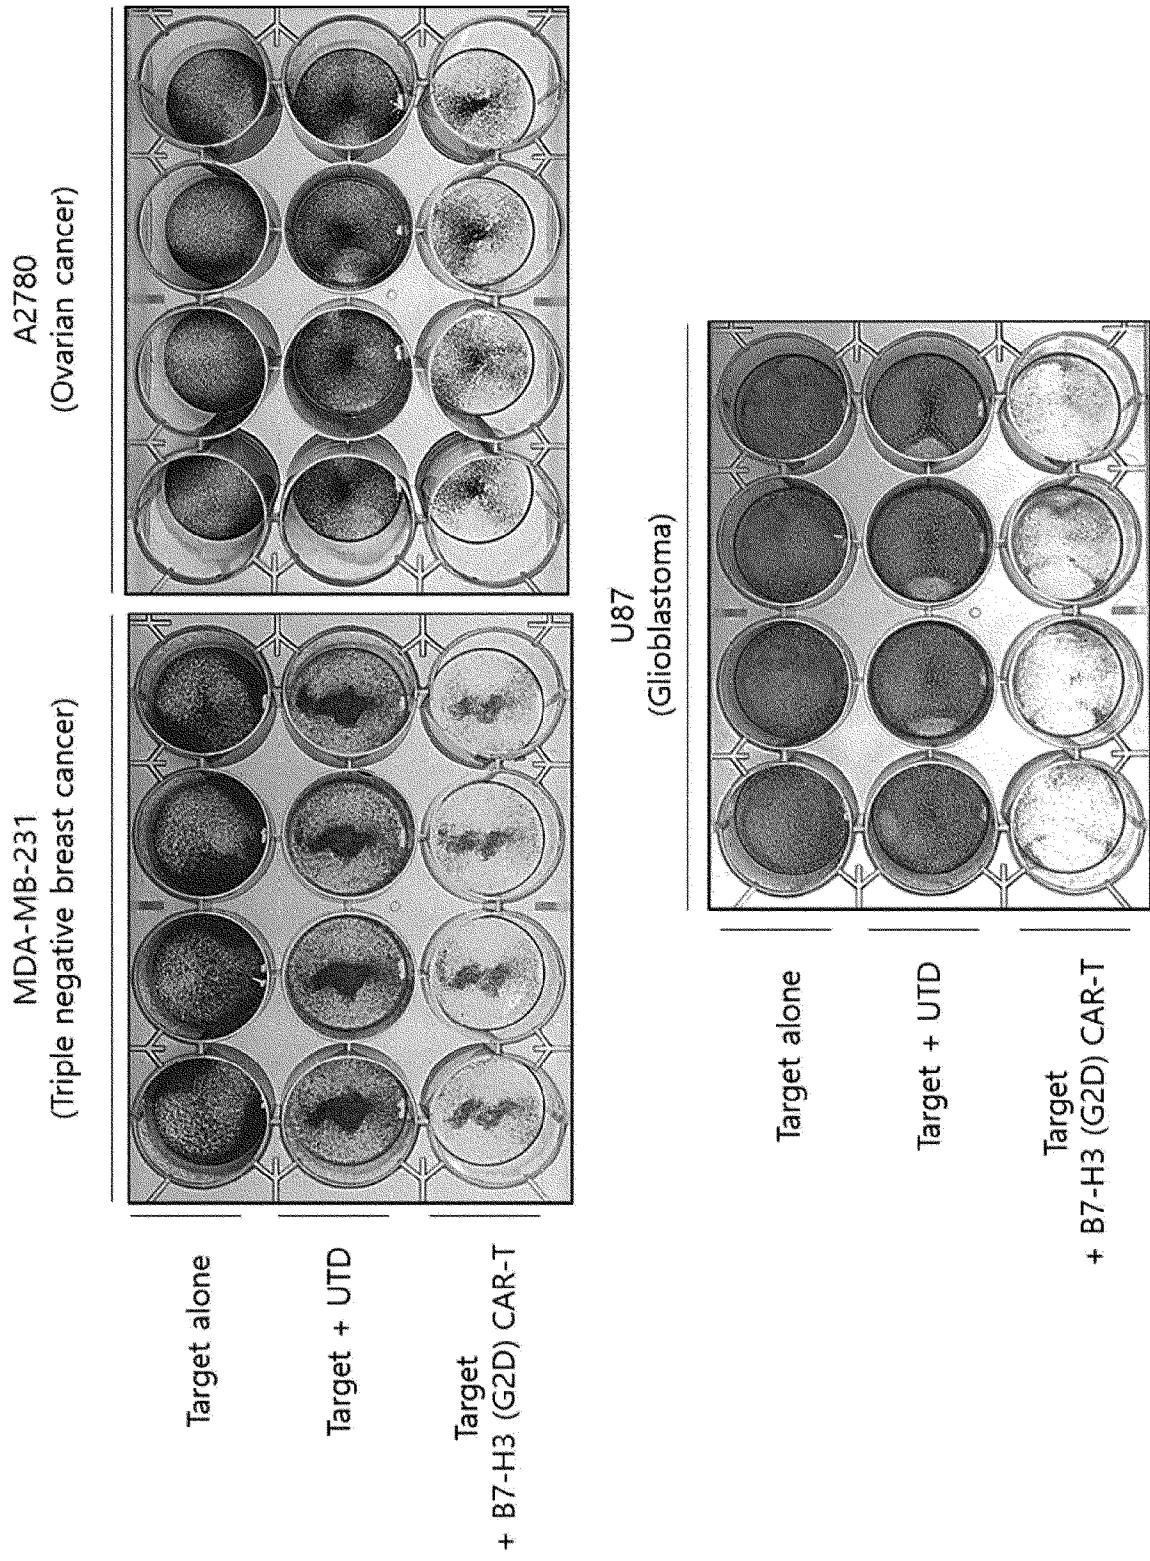 MDA-MB-231
(Triple negative breast cancer)
A2780
(Ovarian cancer)
Target alone
Target + UTD
Target
+ B7-H3 (G2D) CAR-T
U87
(Glioblastoma)
Target alone
Target + UTD
Target
+ B7-H3 (G2D) CAR-T